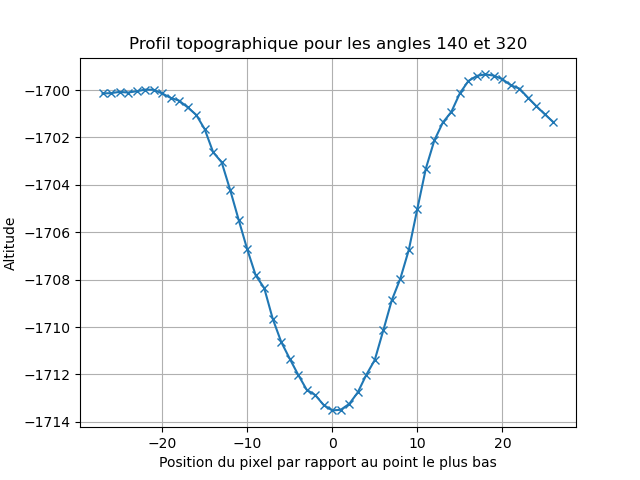 Profil topographique pour les angles 140 et 320
−1700
−1702
−1704
−1706
−1708
−1710
−1712
−1714
Altitude
−20 −10 0 10 20
Position du pixel par rapport au point le plus bas